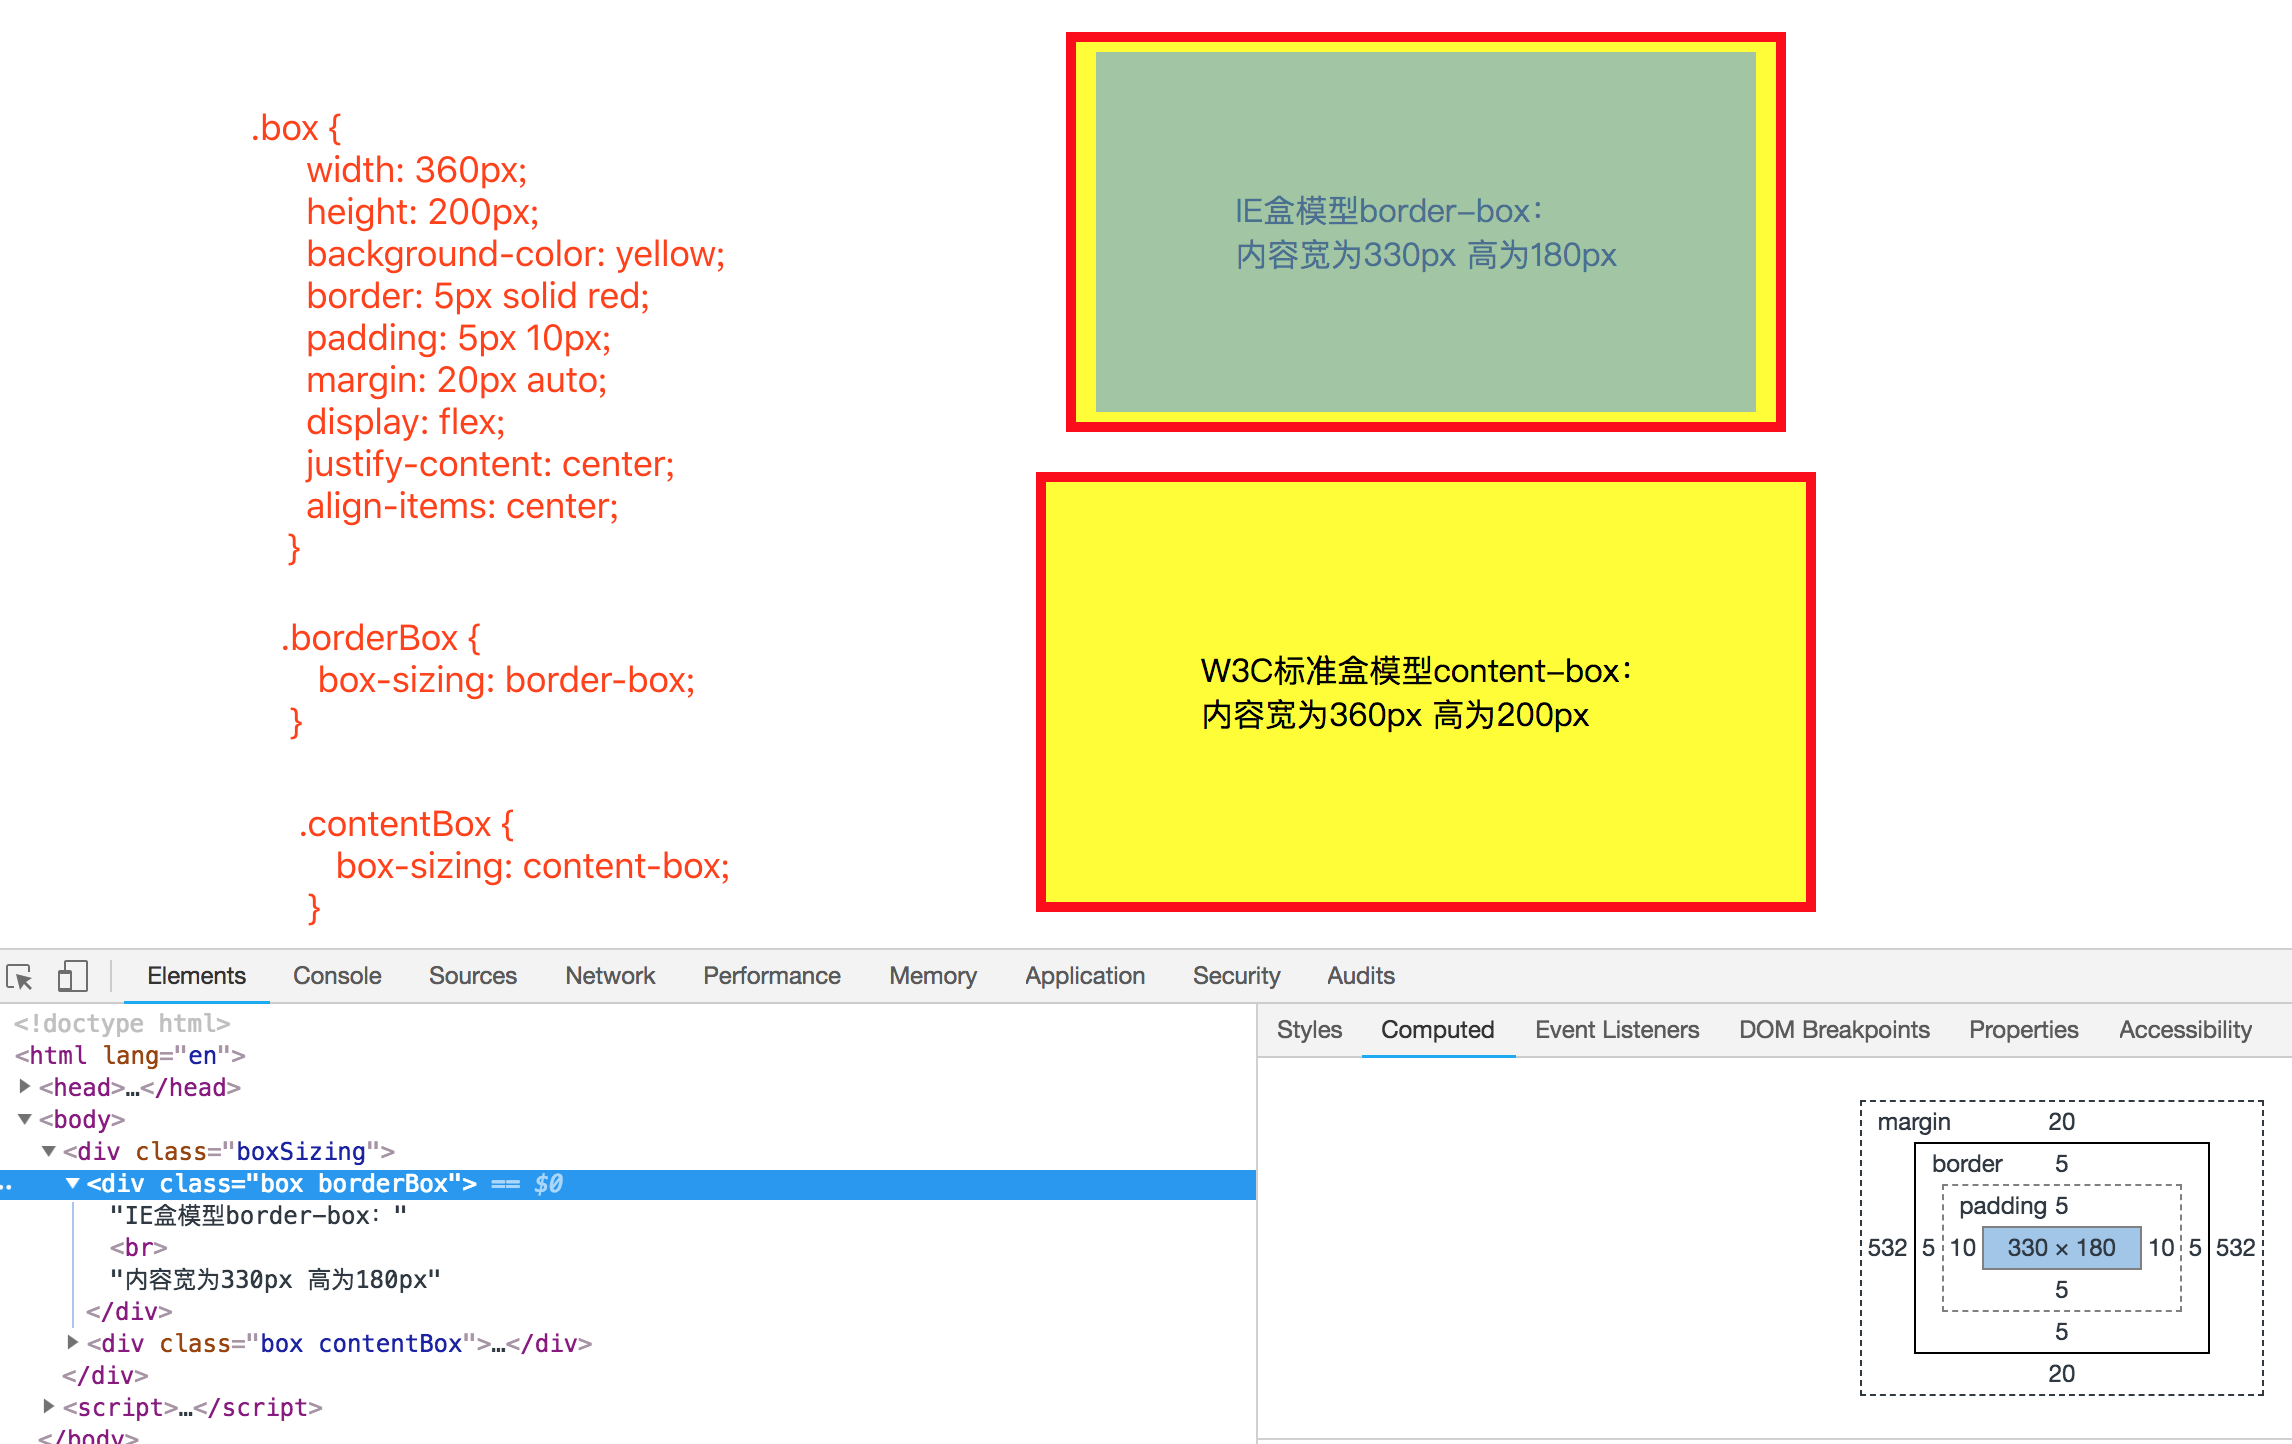 .box {
width: 360px;
height: 200px;
background-color: yellow;
border: 5px solid red;
padding: 5px 10px;
margin: 20px auto;
display: flex;
justify-content: center;
align-items: center;
}
.borderBox {
box-sizing: border-box;
}
.contentBox {
box-sizing: content-box;
}
IE盒模型border-box：
内容宽为330px 高为180px
W3C标准盒模型content-box：
内容宽为360px 高为200px
Elements Console Sources Network Performance Memory Application Security Audits
<!doctype html>
<html lang="en">
<head>…</head>
<body>
<div class="boxSizing">
<div class="box borderBox"> == $0
"IE盒模型border-box："
<br>
"内容宽为330px 高为180px"
</div>
<div class="box contentBox">…</div>
</div>
<script>…</script>
</body>
Styles Computed Event Listeners DOM Breakpoints Properties Accessibility
margin 20
border 5
padding 5
532 5 10 330 × 180 10 5 532
5
5
20